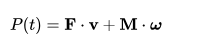 P(t) = F · v + M · ω